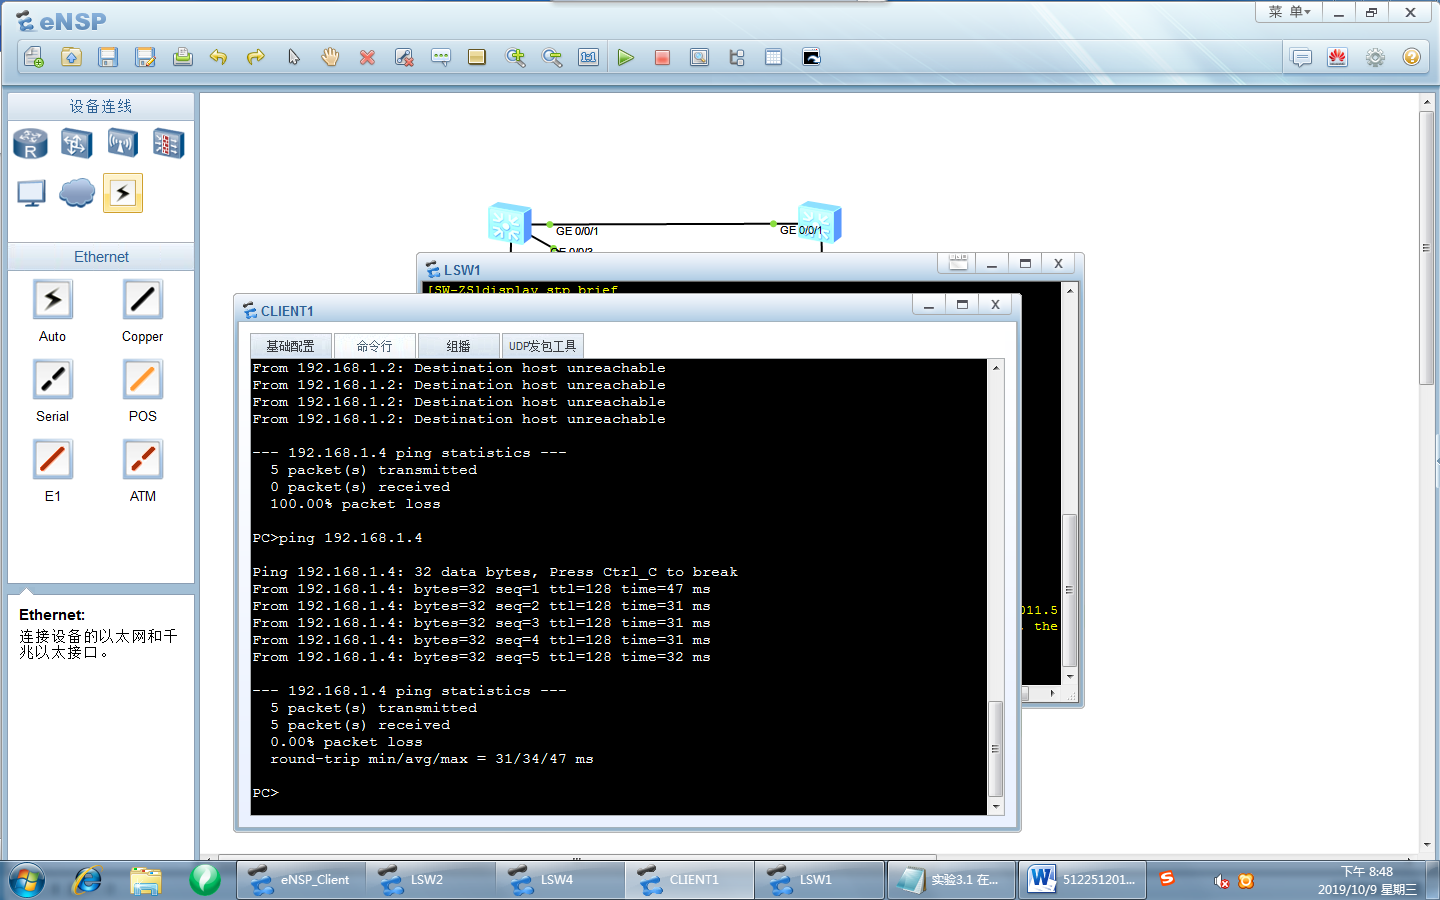 eNSP
菜 单
设备连线
R
Ethernet
Auto
Copper
Serial
POS
E1
ATM
Ethernet:
连接设备的以太网和千
兆以太接口。
GE 0/0/1
GE 0/0/1
LSW1
[SW-ZS]display stp brief
011.5
the
CLIENT1
基础配置
命令行
组播
UDP发包工具
From 192.168.1.2: Destination host unreachable
From 192.168.1.2: Destination host unreachable
From 192.168.1.2: Destination host unreachable
From 192.168.1.2: Destination host unreachable
--- 192.168.1.4 ping statistics ---
5 packet(s) transmitted
0 packet(s) received
100.00% packet loss
PC>ping 192.168.1.4
Ping 192.168.1.4: 32 data bytes, Press Ctrl_C to break
From 192.168.1.4: bytes=32 seq=1 ttl=128 time=47 ms
From 192.168.1.4: bytes=32 seq=2 ttl=128 time=31 ms
From 192.168.1.4: bytes=32 seq=3 ttl=128 time=31 ms
From 192.168.1.4: bytes=32 seq=4 ttl=128 time=31 ms
From 192.168.1.4: bytes=32 seq=5 ttl=128 time=32 ms
--- 192.168.1.4 ping statistics ---
5 packet(s) transmitted
5 packet(s) received
0.00% packet loss
round-trip min/avg/max = 31/34/47 ms
PC>
eNSP_Client
LSW2
LSW4
CLIENT1
LSW1
实验3.1 在...
512251201...
下午 8:48
2019/10/9 星期三